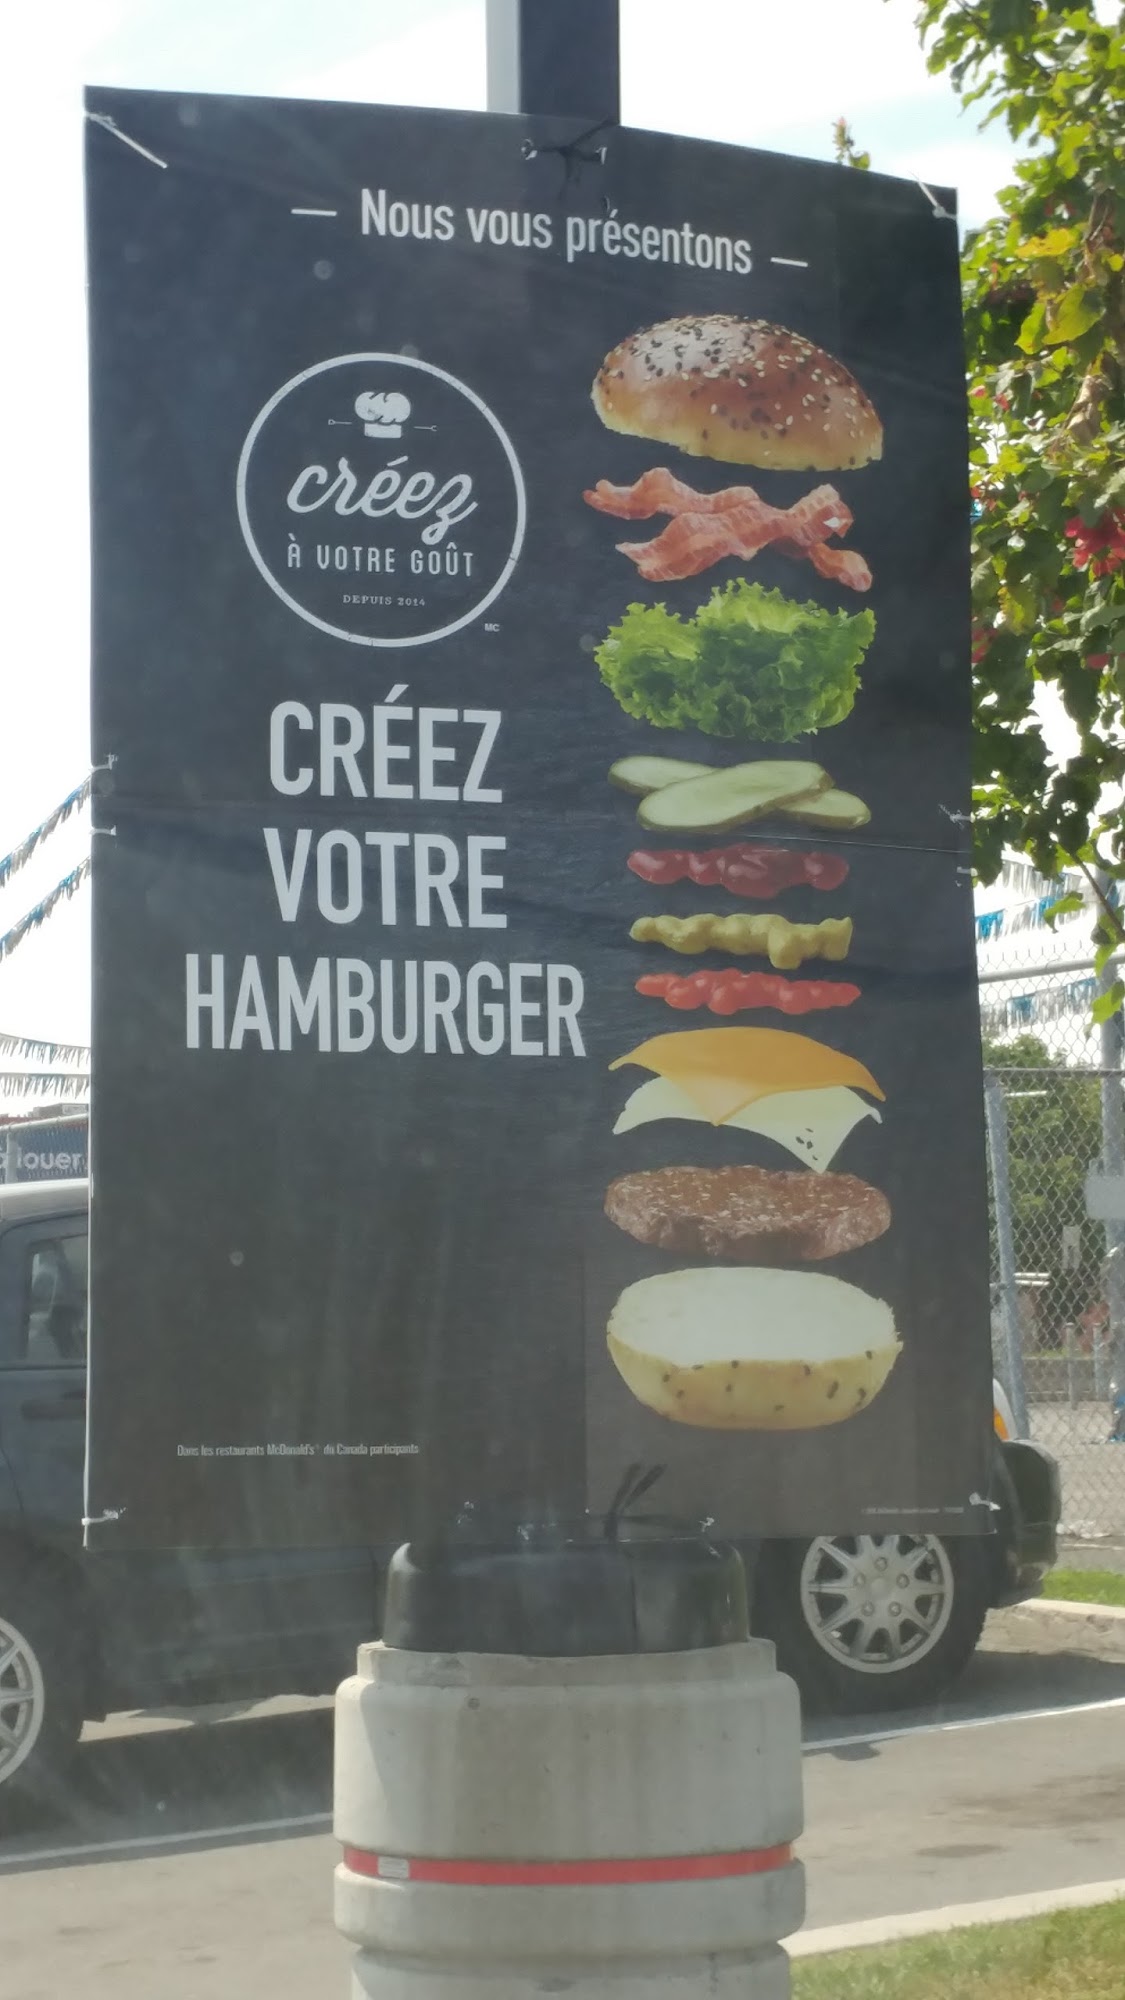 — Nous vous présentons —
créez
À VOTRE GOÛT
DEPUIS 2014
MC
CRÉEZ
VOTRE
HAMBURGER
louer
Dans les restaurants McDonald's du Canada participants